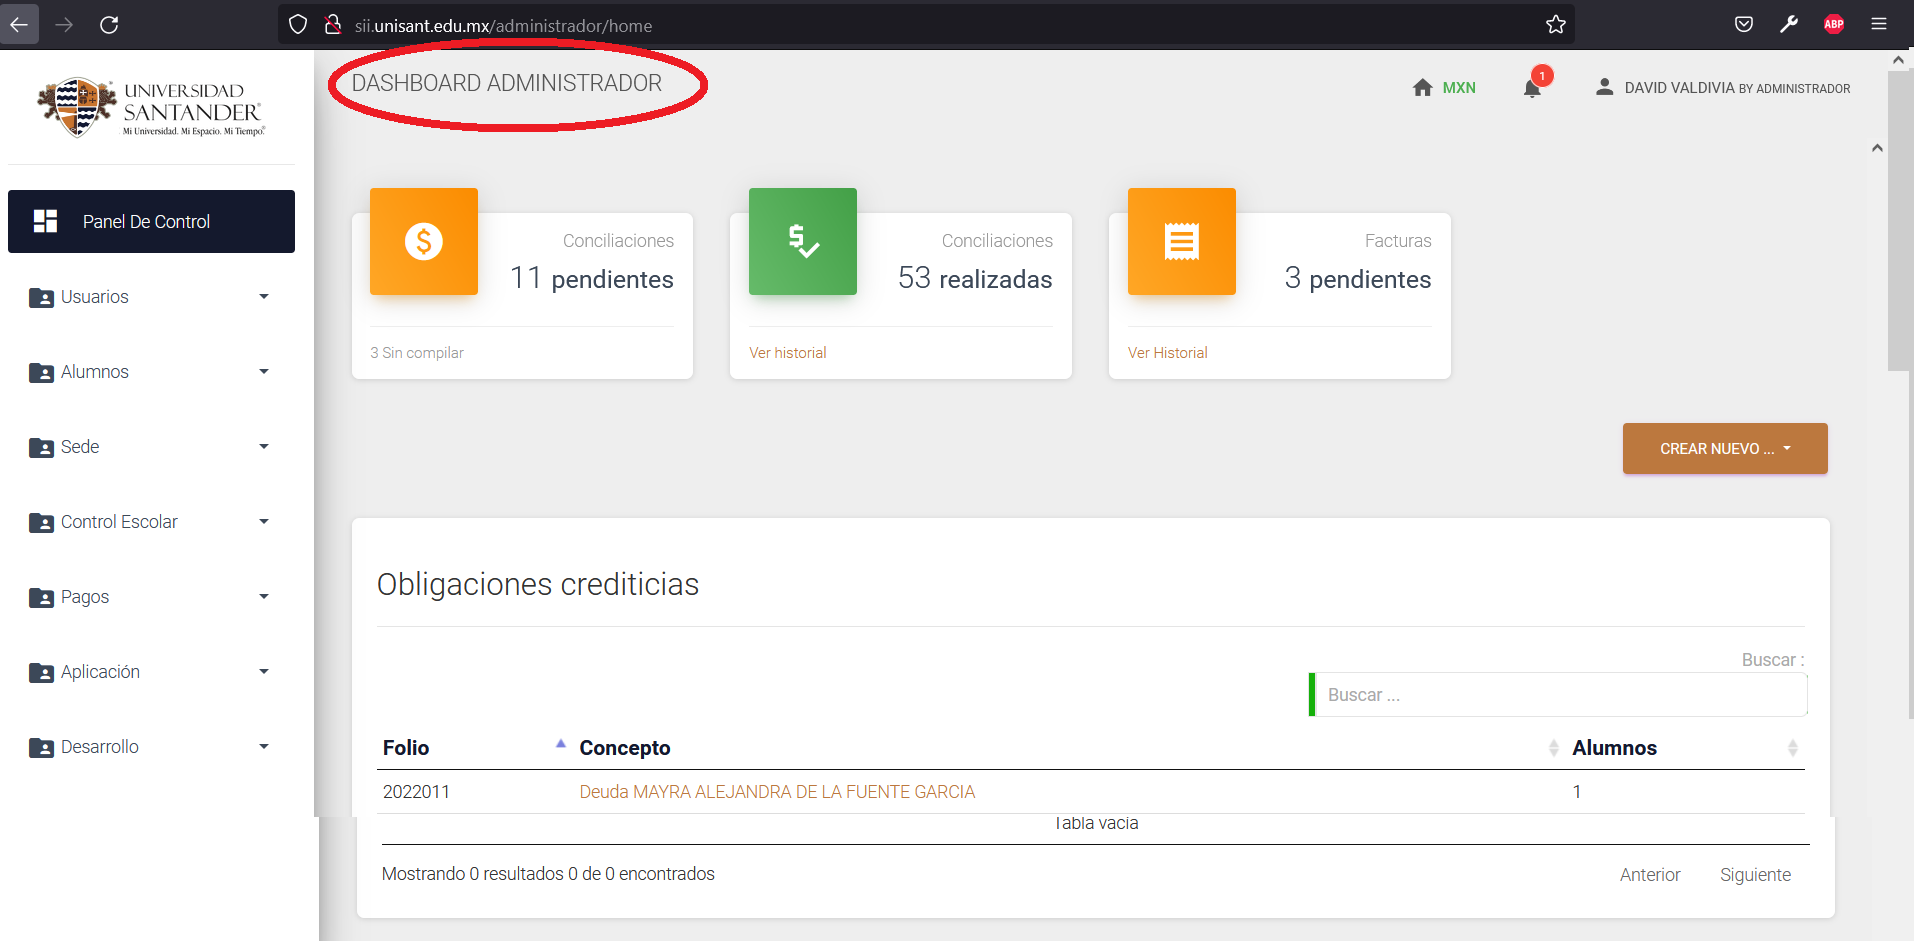 sii.unisant.edu.mx/administrador/home
ABP
UNIVERSIDAD
SANTANDER
Mi Universidad. Mi Espacio. Mi Tiempo.
DASHBOARD ADMINISTRADOR
MXN
1
DAVID VALDIVIA BY ADMINISTRADOR
Panel De Control
Usuarios
Alumnos
Sede
Control Escolar
Pagos
Aplicación
Desarrollo
Conciliaciones
11 pendientes
3 Sin compilar
Conciliaciones
53 realizadas
Ver historial
Facturas
3 pendientes
Ver Historial
CREAR NUEVO ...
Obligaciones crediticias
Buscar :
Buscar ...
Folio Concepto Alumnos
2022011 Deuda MAYRA ALEJANDRA DE LA FUENTE GARCIA 1
Tabla vacia
Mostrando 0 resultados 0 de 0 encontrados
Anterior Siguiente